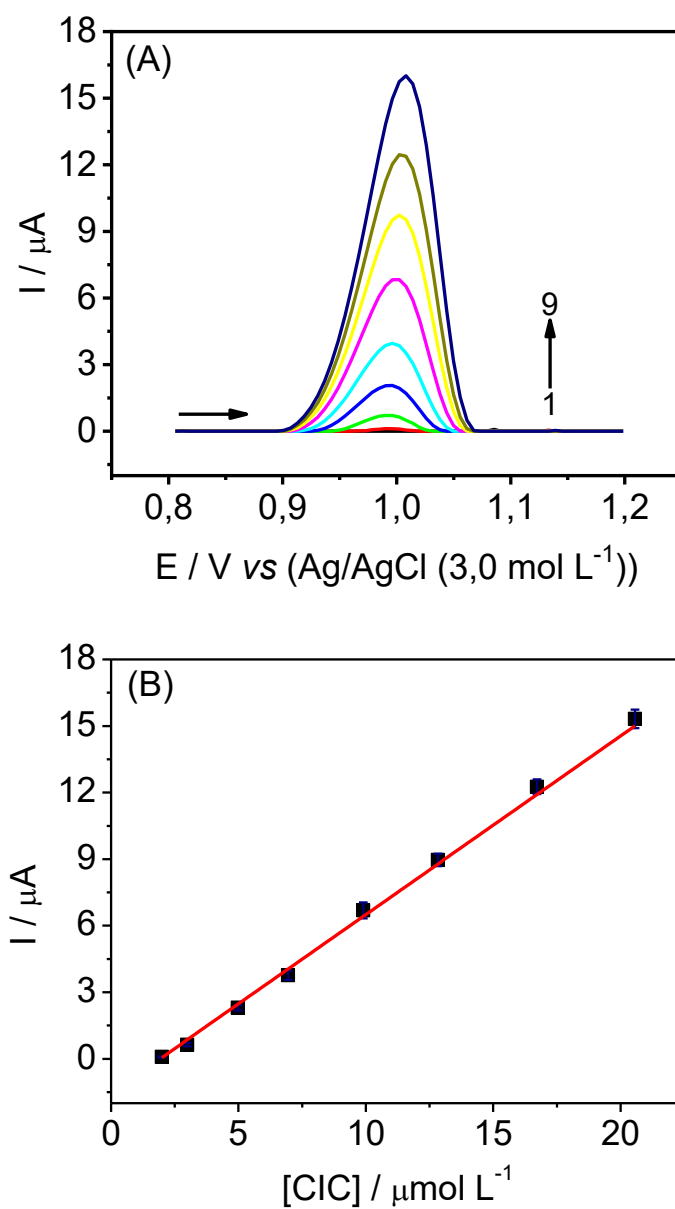 (A)
18
15
12
9
6
3
0
I / μA
9
1
0,8 0,9 1,0 1,1 1,2
E / V vs (Ag/AgCl (3,0 mol L⁻¹))
(B)
18
15
12
9
6
3
0
I / μA
0 5 10 15 20
[CIC] / μmol L⁻¹